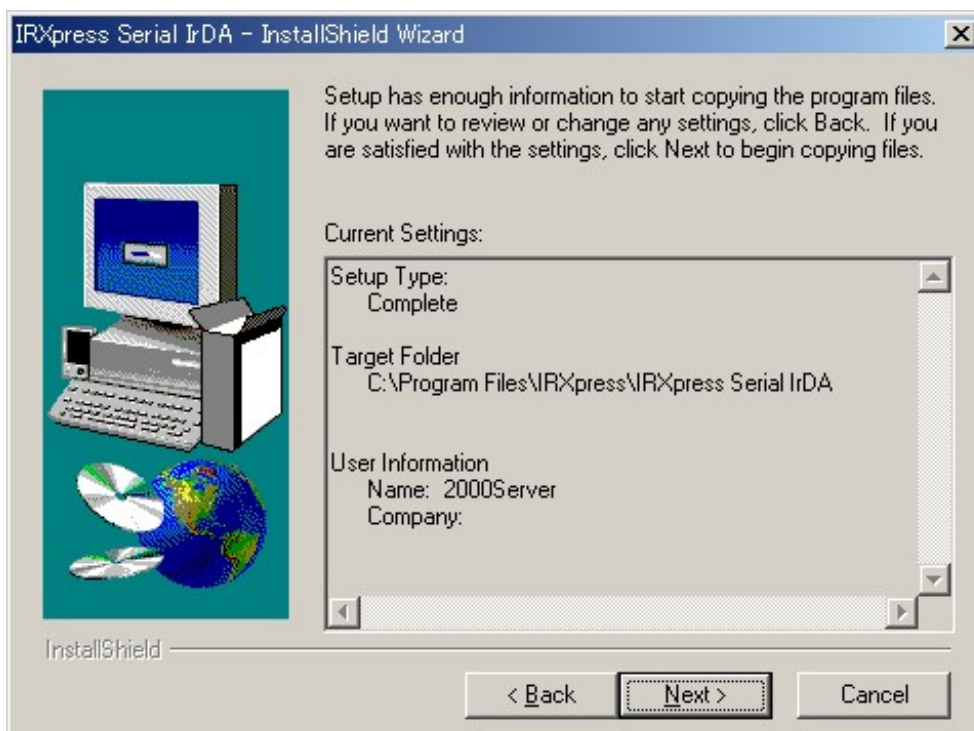 IRXpress Serial IrDA - InstallShield Wizard
Setup has enough information to start copying the program files.
If you want to review or change any settings, click Back.  If you
are satisfied with the settings, click Next to begin copying files.
Current Settings:
Setup Type:
Complete
Target Folder
C:\Program Files\IRXpress\IRXpress Serial IrDA
User Information
Name:  2000Server
Company:
InstallShield
< Back
Next >
Cancel